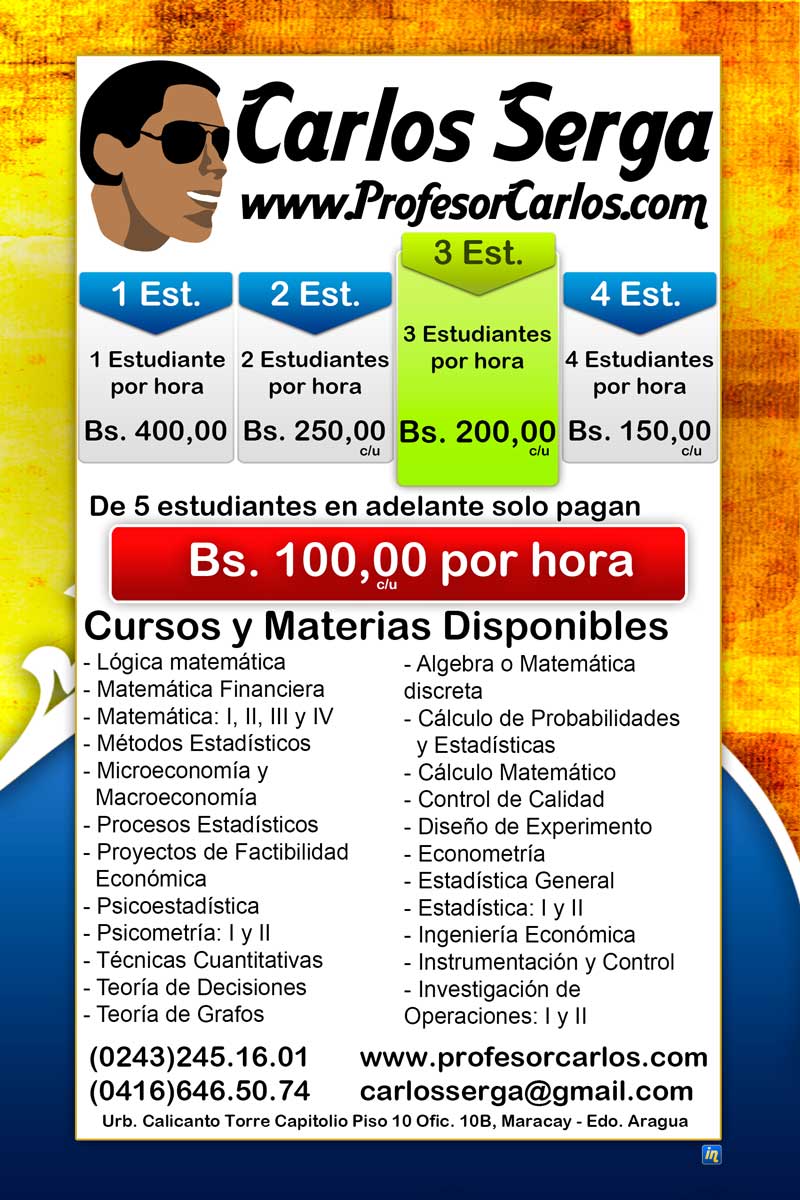 Carlos Serga
www.ProfesorCarlos.com
1 Est.
1 Estudiante
por hora
Bs. 400,00
2 Est.
2 Estudiantes
por hora
Bs. 250,00
c/u
3 Est.
3 Estudiantes
por hora
Bs. 200,00
c/u
4 Est.
4 Estudiantes
por hora
Bs. 150,00
c/u
De 5 estudiantes en adelante solo pagan
Bs. 100,00 por hora
c/u
Cursos y Materias Disponibles
- Lógica matemática
- Matemática Financiera
- Matemática: I, II, III y IV
- Métodos Estadísticos
- Microeconomía y
Macroeconomía
- Procesos Estadísticos
- Proyectos de Factibilidad
Económica
- Psicoestadística
- Psicometría: I y II
- Técnicas Cuantitativas
- Teoría de Decisiones
- Teoría de Grafos
- Algebra o Matemática
discreta
- Cálculo de Probabilidades
y Estadísticas
- Cálculo Matemático
- Control de Calidad
- Diseño de Experimento
- Econometría
- Estadística General
- Estadística: I y II
- Ingeniería Económica
- Instrumentación y Control
- Investigación de
Operaciones: I y II
(0243)245.16.01
(0416)646.50.74
www.profesorcarlos.com
carlosserga@gmail.com
Urb. Calicanto Torre Capitolio Piso 10 Ofic. 10B, Maracay - Edo. Aragua
in